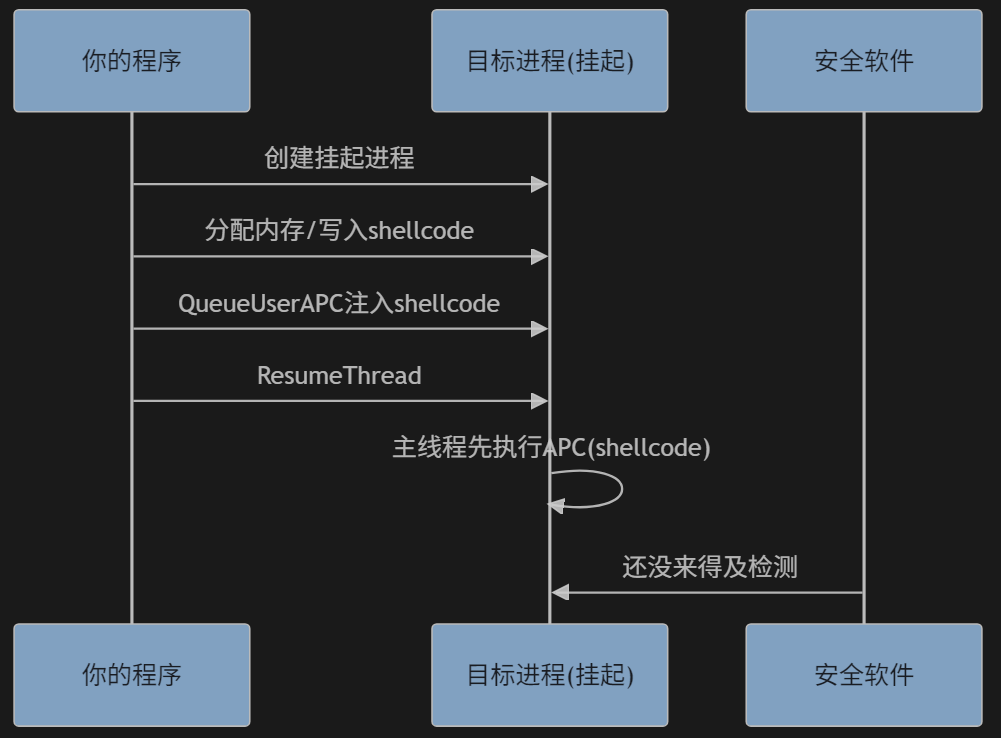 你的程序
目标进程(挂起)
安全软件
创建挂起进程
分配内存/写入shellcode
QueueUserAPC注入shellcode
ResumeThread
主线程先执行APC(shellcode)
还没来得及检测
你的程序
目标进程(挂起)
安全软件